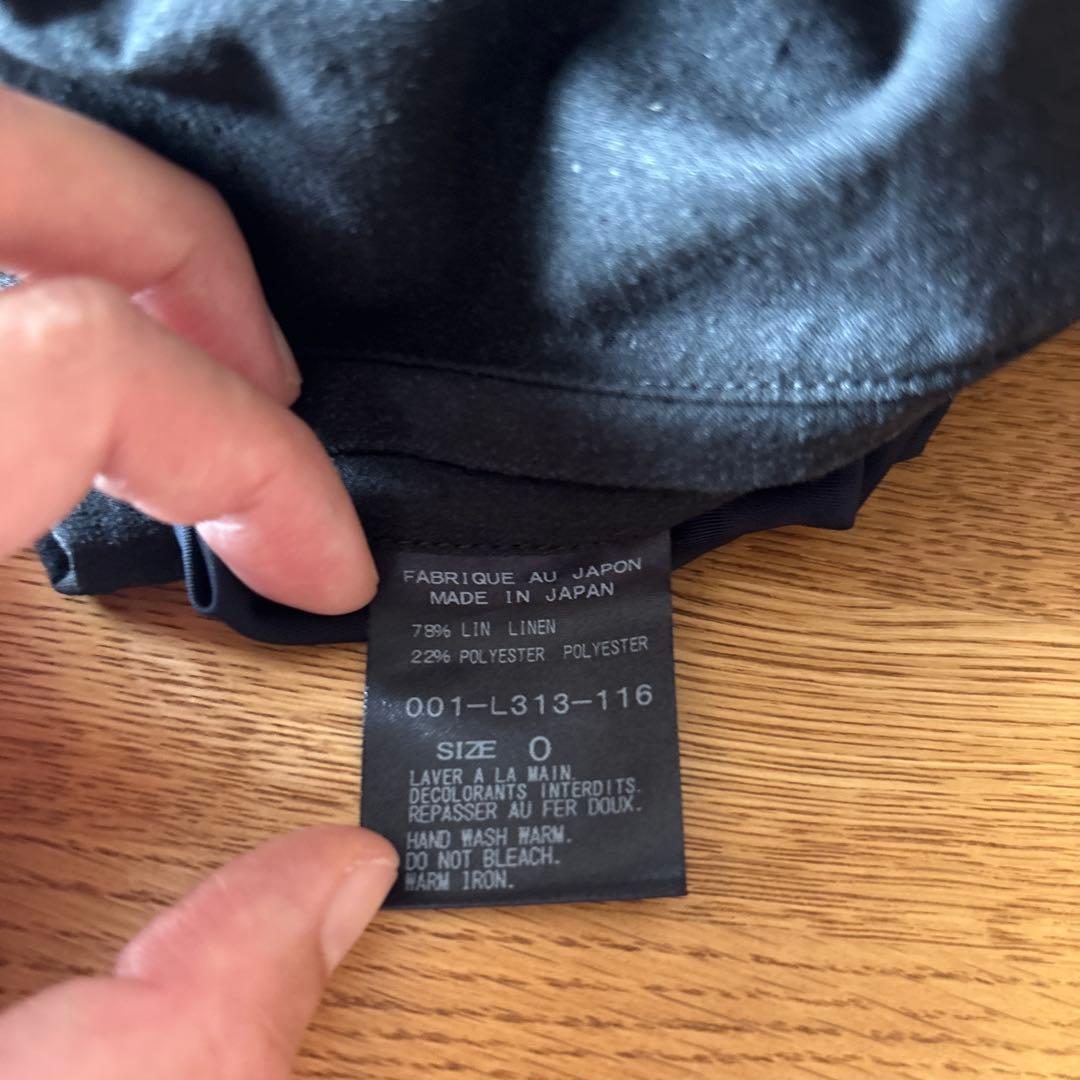 FABRIQUE AU JAPON
MADE IN JAPAN
78% LIN LINEN
22% POLYESTER POLYESTER
001-L313-116
SIZE 0
LAVER A LA MAIN.
DECOLORANTS INTERDITS.
REPASSER AU FER DOUX.
HAND WASH WARM.
DO NOT BLEACH.
WARM IRON.